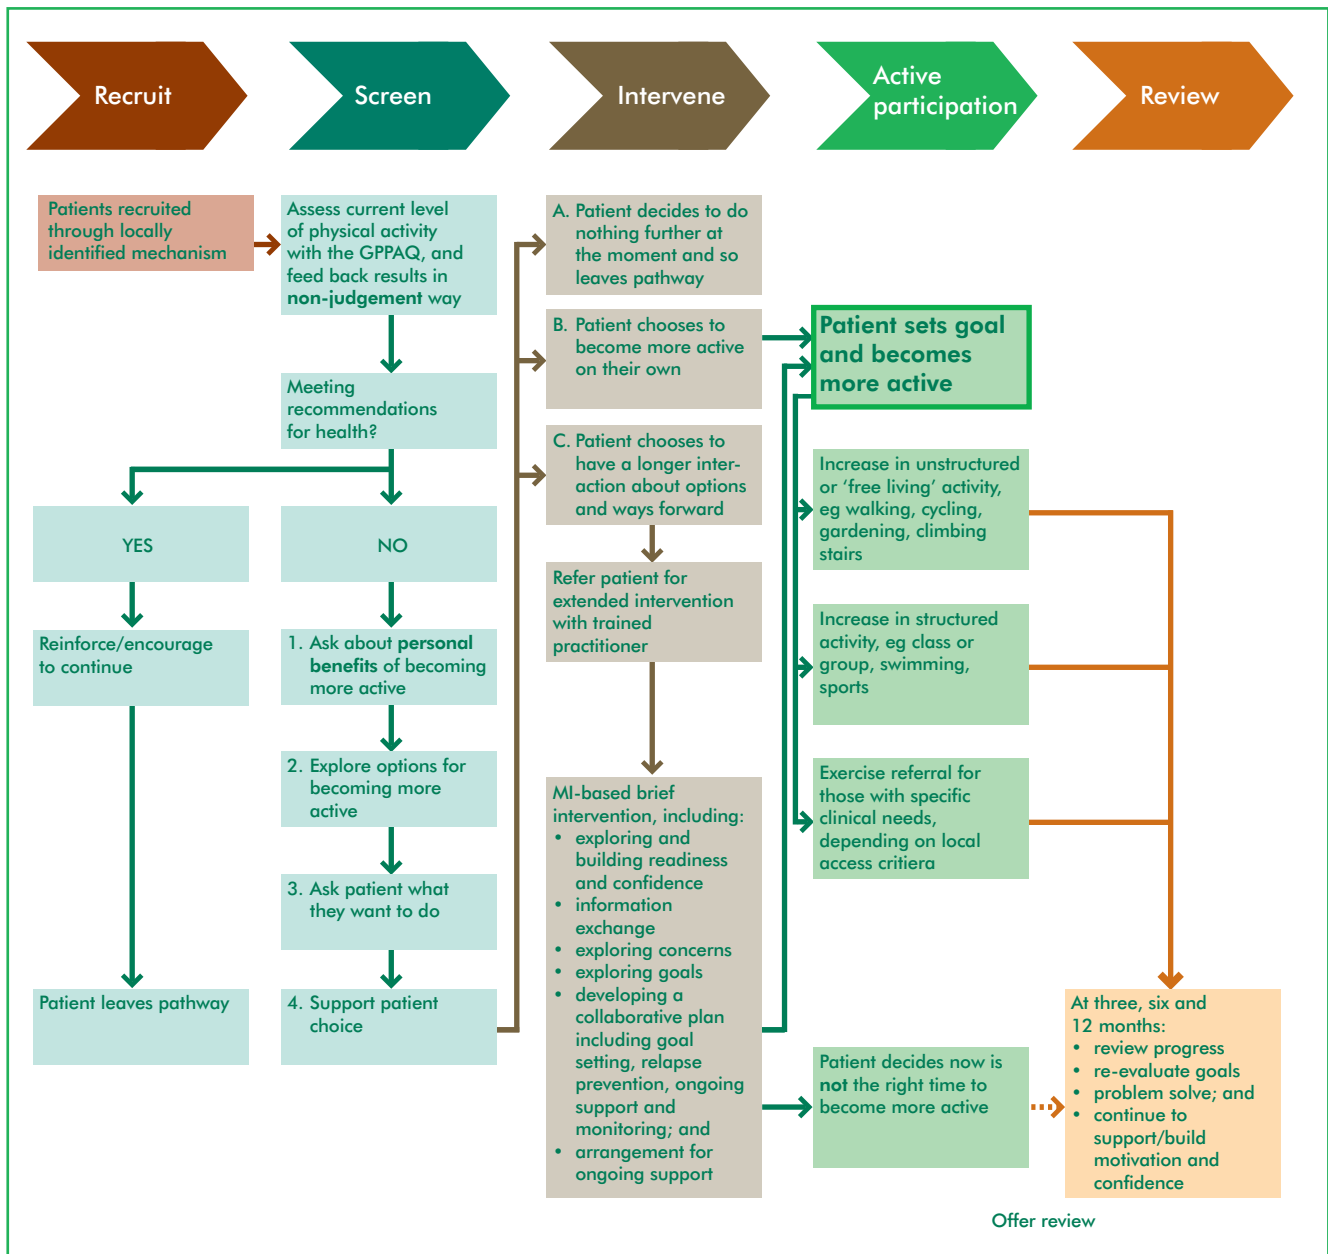 Recruit
Screen
Intervene
Active
participation
Review
Patients recruited
through locally
identified mechanism
Assess current level
of physical activity
with the GPPAQ, and
feed back results in
non-judgement way
Meeting
recommendations
for health?
YES
NO
Reinforce/encourage
to continue
Patient leaves pathway
1. Ask about personal
benefits of becoming
more active
2. Explore options for
becoming more
active
3. Ask patient what
they want to do
4. Support patient
choice
A. Patient decides to do
nothing further at
the moment and so
leaves pathway
B. Patient chooses to
become more active
on their own
C. Patient chooses to
have a longer inter-
action about options
and ways forward
Refer patient for
extended intervention
with trained
practitioner
MI-based brief
intervention, including:
• exploring and
building readiness
and confidence
• information
exchange
• exploring concerns
• exploring goals
• developing a
collaborative plan
including goal
setting, relapse
prevention, ongoing
support and
monitoring; and
• arrangement for
ongoing support
Patient sets goal
and becomes
more active
Increase in unstructured
or ‘free living’ activity,
eg walking, cycling,
gardening, climbing
stairs
Increase in structured
activity, eg class or
group, swimming,
sports
Exercise referral for
those with specific
clinical needs,
depending on local
access critiera
Patient decides now is
not the right time to
become more active
At three, six and
12 months:
• review progress
• re-evaluate goals
• problem solve; and
• continue to
support/build
motivation and
confidence
Offer review